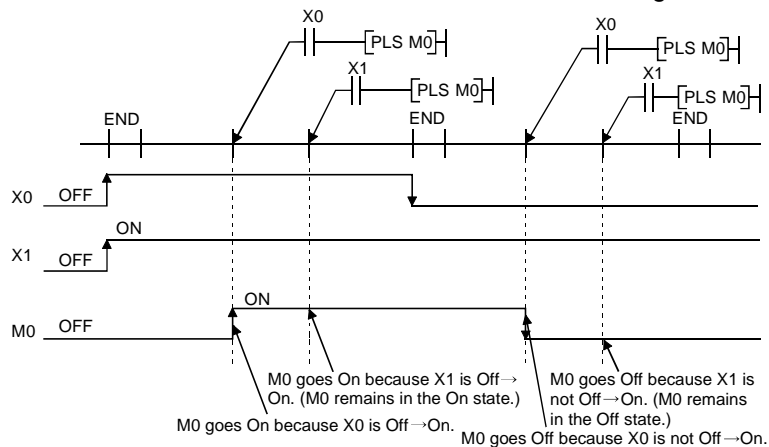 X0
[PLS M0]
X1
[PLS M0]
X0
[PLS M0]
X1
[PLS M0]
END
END
END
X0 OFF
ON
X1 OFF
ON
M0 OFF
M0 goes On because X1 is Off→
On. (M0 remains in the On state.)
M0 goes On because X0 is Off→On.
M0 goes Off because X1 is
not Off→On. (M0 remains
in the Off state.)
M0 goes Off because X0 is not Off→On.